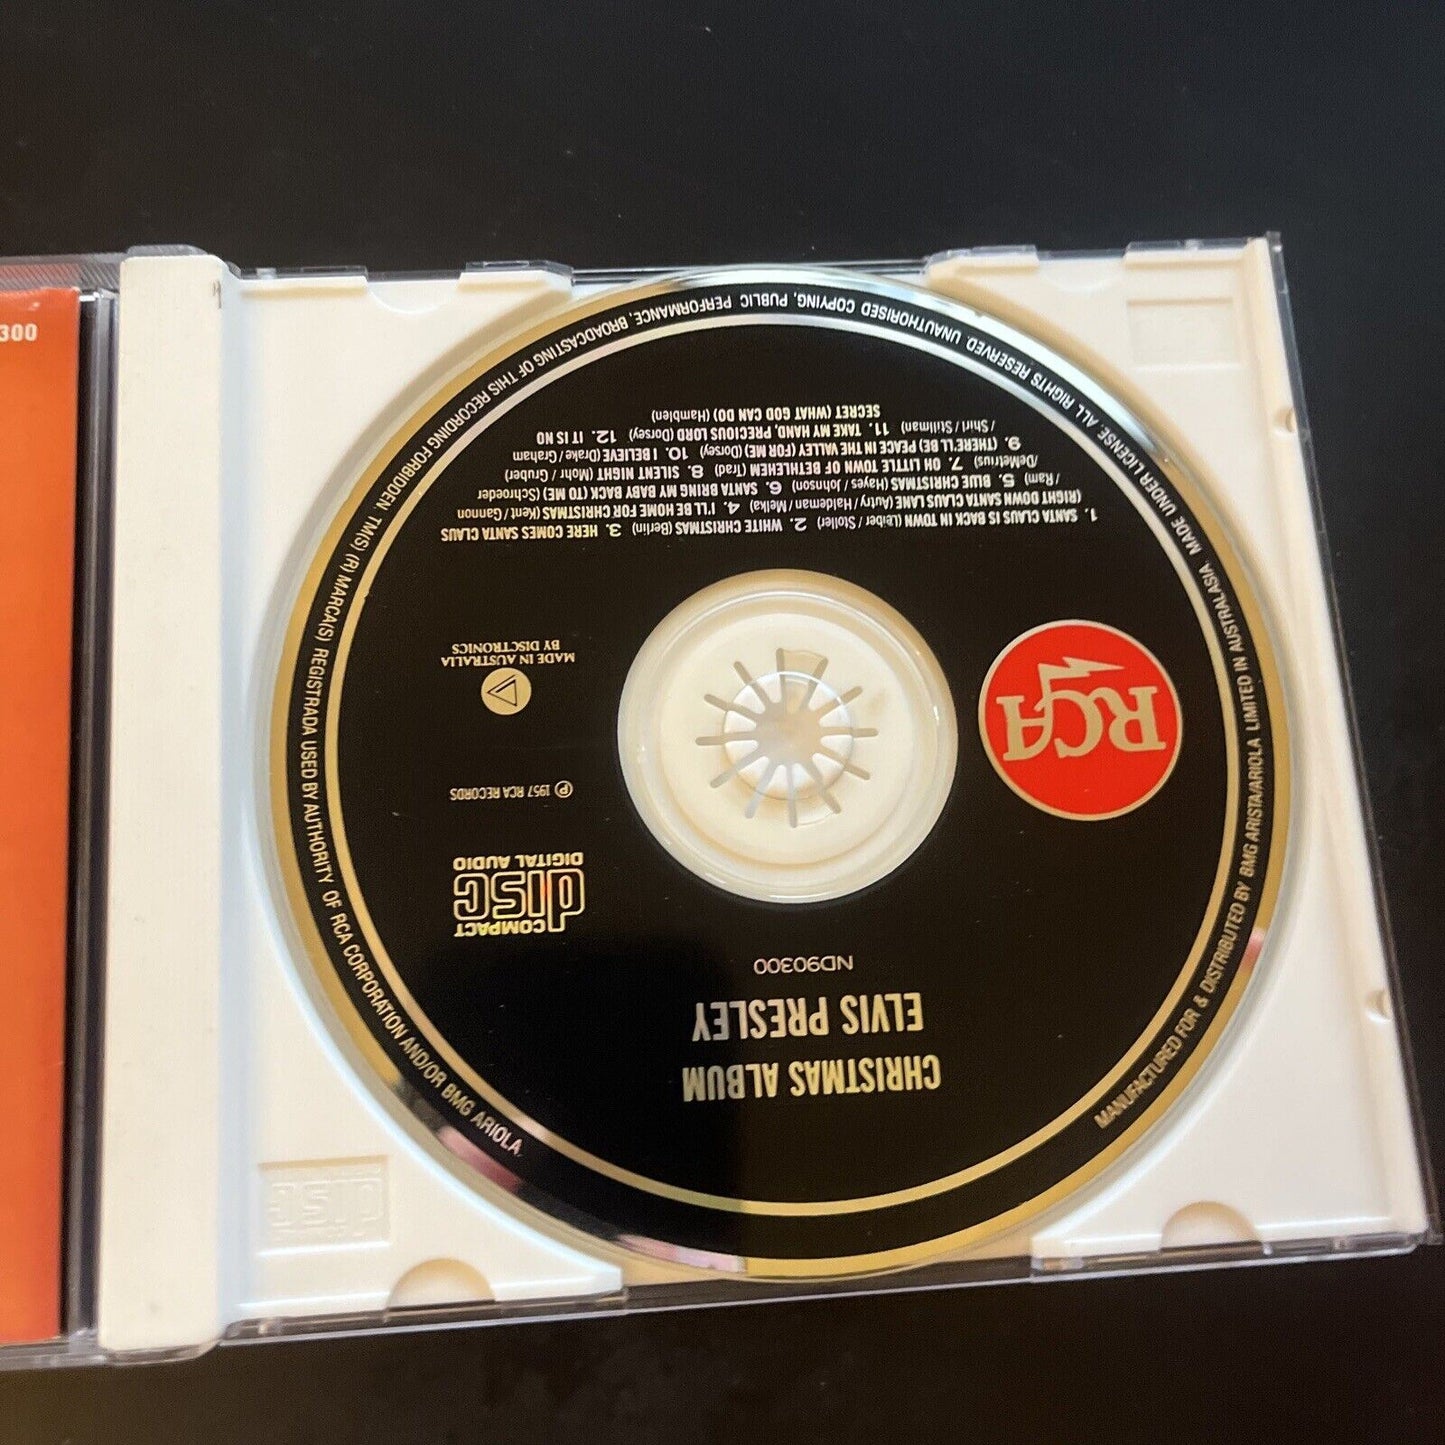 300
CHRISTMAS ALBUM
ELVIS PRESLEY
ND90300
RCA
COMPACT
disc
DIGITAL AUDIO
℗ 1957 RCA RECORDS
MADE IN AUSTRALIA
BY DISCTRONICS
1. SANTA CLAUS IS BACK IN TOWN (Leiber / Stoller) 2. WHITE CHRISTMAS (Berlin) 3. HERE COMES SANTA CLAUS
(RIGHT DOWN SANTA CLAUS LANE) (Autry / Haldeman / Melka) 4. I'LL BE HOME FOR CHRISTMAS (Kent / Gannon
/ Ram) 5. BLUE CHRISTMAS (Hayes / Johnson) 6. SANTA BRING MY BABY BACK (TO ME) (Schroeder
/ DeMetrius) 7. OH LITTLE TOWN OF BETHLEHEM (Trad) 8. SILENT NIGHT (Mohr / Gruber)
9. (THERE'LL BE) PEACE IN THE VALLEY (FOR ME) (Dorsey) 10. I BELIEVE (Drake / Graham
/ Shirl / Stillman) 11. TAKE MY HAND, PRECIOUS LORD (Dorsey) 12. IT IS NO
SECRET (WHAT GOD CAN DO) (Hamblen)
MANUFACTURED FOR & DISTRIBUTED BY BMG ARISTA/ARIOLA LIMITED IN AUSTRALASIA. MADE UNDER LICENSE. ALL RIGHTS RESERVED. UNAUTHORISED COPYING, PUBLIC PERFORMANCE, BROADCASTING OF THIS RECORDING FORBIDDEN TM(S) (R) MARCA(S) REGISTRADA USED BY AUTHORITY OF RCA CORPORATION AND/OR BMG ARIOLA.
disc